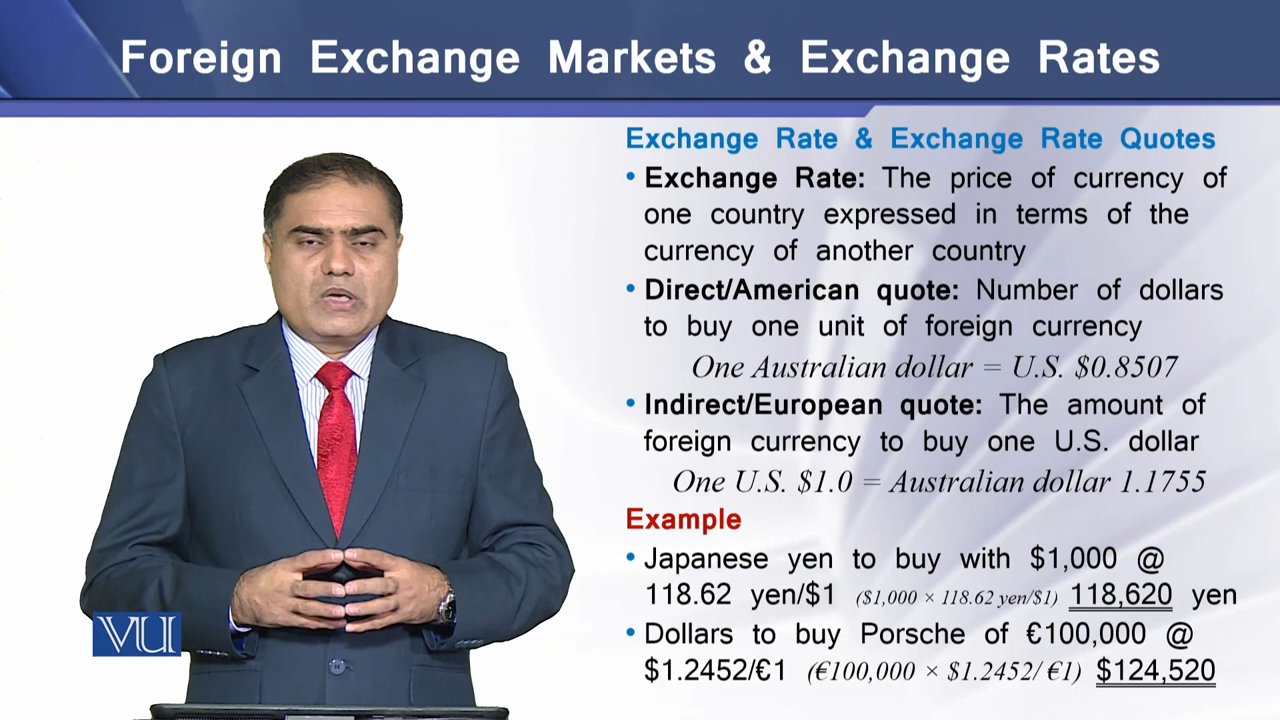 Foreign Exchange Markets & Exchange Rates
Exchange Rate & Exchange Rate Quotes
• Exchange Rate: The price of currency of
one country expressed in terms of the
currency of another country
• Direct/American quote: Number of dollars
to buy one unit of foreign currency
One Australian dollar = U.S. $0.8507
• Indirect/European quote: The amount of
foreign currency to buy one U.S. dollar
One U.S. $1.0 = Australian dollar 1.1755
Example
• Japanese yen to buy with $1,000 @
118.62 yen/$1 ($1,000 × 118.62 yen/$1) 118,620 yen
• Dollars to buy Porsche of €100,000 @
$1.2452/€1 (€100,000 × $1.2452/ €1) $124,520
VU